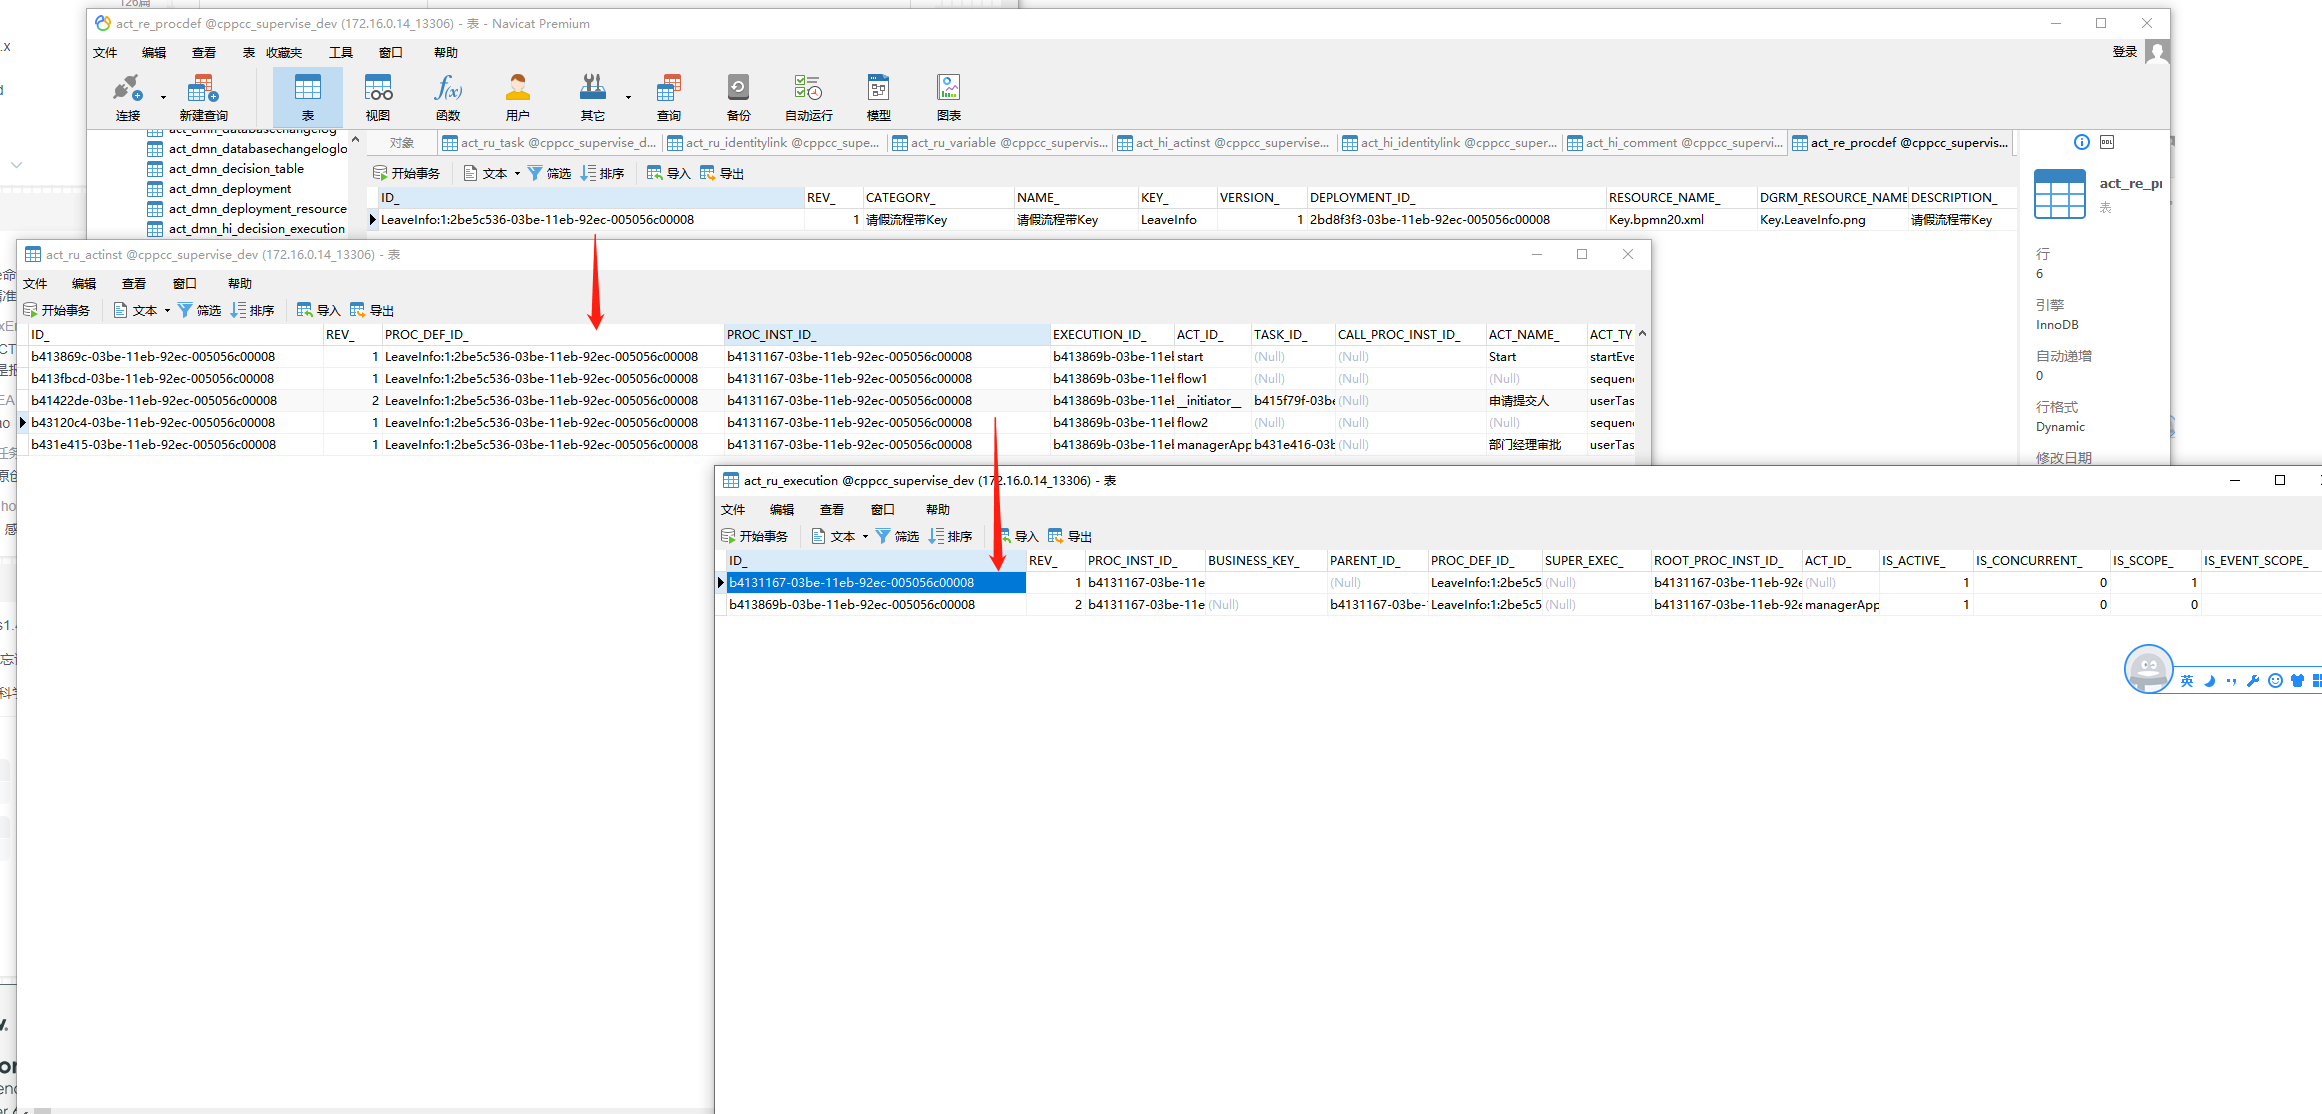 126篇
act_re_procdef @cppcc_supervise_dev (172.16.0.14_13306) - 表 - Navicat Premium
文件 编辑 查看 表 收藏夹 工具 窗口 帮助
登录
连接 新建查询 表 视图 函数 用户 其它 查询 备份 自动运行 模型 图表
act_dmn_databasechangelog
act_dmn_databasechangeloglo
act_dmn_decision_table
act_dmn_deployment
act_dmn_deployment_resource
act_dmn_hi_decision_execution
对象 act_ru_task @cppcc_supervise_d... act_ru_identitylink @cppcc_supe... act_ru_variable @cppcc_supervis... act_hi_actinst @cppcc_supervise... act_hi_identitylink @cppcc_super... act_hi_comment @cppcc_supervi... act_re_procdef @cppcc_supervis...
开始事务 文本 筛选 排序 导入 导出
ID_ REV_ CATEGORY_ NAME_ KEY_ VERSION_ DEPLOYMENT_ID_ RESOURCE_NAME_ DGRM_RESOURCE_NAME DESCRIPTION_
LeaveInfo:1:2be5c536-03be-11eb-92ec-005056c00008 1 请假流程带Key 请假流程带Key LeaveInfo 1 2bd8f3f3-03be-11eb-92ec-005056c00008 Key.bpmn20.xml Key.LeaveInfo.png 请假流程带Key
act_re_pr
表
行
6
引擎
InnoDB
自动递增
0
行格式
Dynamic
修改日期
act_ru_actinst @cppcc_supervise_dev (172.16.0.14_13306) - 表
文件 编辑 查看 窗口 帮助
开始事务 文本 筛选 排序 导入 导出
ID_ REV_ PROC_DEF_ID_ PROC_INST_ID_ EXECUTION_ID_ ACT_ID_ TASK_ID_ CALL_PROC_INST_ID_ ACT_NAME_ ACT_TY
b413869c-03be-11eb-92ec-005056c00008 1 LeaveInfo:1:2be5c536-03be-11eb-92ec-005056c00008 b4131167-03be-11eb-92ec-005056c00008 b413869b-03be-11el start (Null) (Null) Start startEve
b413fbcd-03be-11eb-92ec-005056c00008 1 LeaveInfo:1:2be5c536-03be-11eb-92ec-005056c00008 b4131167-03be-11eb-92ec-005056c00008 b413869b-03be-11el flow1 (Null) (Null) (Null) sequenc
b41422de-03be-11eb-92ec-005056c00008 2 LeaveInfo:1:2be5c536-03be-11eb-92ec-005056c00008 b4131167-03be-11eb-92ec-005056c00008 b413869b-03be-11el __initiator__ b415f79f-03be (Null) 申请提交人 userTas
b43120c4-03be-11eb-92ec-005056c00008 1 LeaveInfo:1:2be5c536-03be-11eb-92ec-005056c00008 b4131167-03be-11eb-92ec-005056c00008 b413869b-03be-11el flow2 (Null) (Null) (Null) sequenc
b431e415-03be-11eb-92ec-005056c00008 1 LeaveInfo:1:2be5c536-03be-11eb-92ec-005056c00008 b4131167-03be-11eb-92ec-005056c00008 b413869b-03be-11el managerApp b431e416-03b (Null) 部门经理审批 userTas
act_ru_execution @cppcc_supervise_dev (172.16.0.14_13306) - 表
文件 编辑 查看 窗口 帮助
开始事务 文本 筛选 排序 导入 导出
ID_ REV_ PROC_INST_ID_ BUSINESS_KEY_ PARENT_ID_ PROC_DEF_ID_ SUPER_EXEC_ ROOT_PROC_INST_ID_ ACT_ID_ IS_ACTIVE_ IS_CONCURRENT_ IS_SCOPE_ IS_EVENT_SCOPE_
b4131167-03be-11eb-92ec-005056c00008 1 b4131167-03be-11e (Null) LeaveInfo:1:2be5c5 (Null) b4131167-03be-11eb-92e (Null) 1 0 1
b413869b-03be-11eb-92ec-005056c00008 2 b4131167-03be-11e (Null) b4131167-03be- LeaveInfo:1:2be5c5 (Null) b4131167-03be-11eb-92e managerApp 1 0 0
英